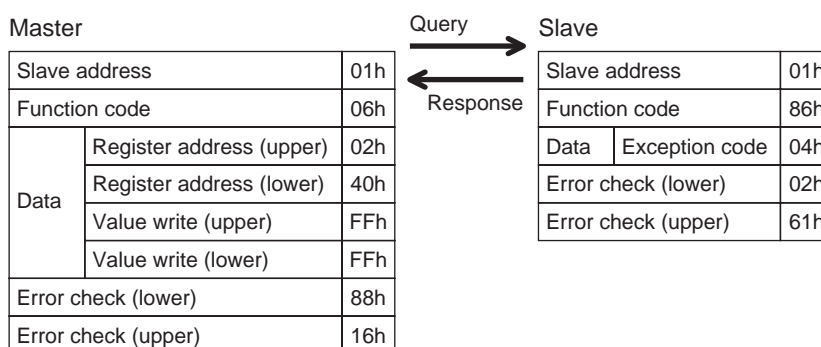 Master
Query
Slave
Slave address 01h
Function code 06h
Data
Register address (upper) 02h
Register address (lower) 40h
Value write (upper) FFh
Value write (lower) FFh
Error check (lower) 88h
Error check (upper) 16h
Response
Slave address 01h
Function code 86h
Data Exception code 04h
Error check (lower) 02h
Error check (upper) 61h